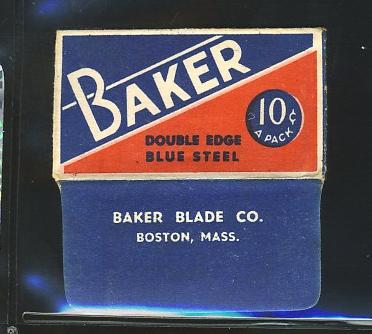 BAKER
10¢
A PACK
DOUBLE EDGE
BLUE STEEL
BAKER BLADE CO.
BOSTON, MASS.